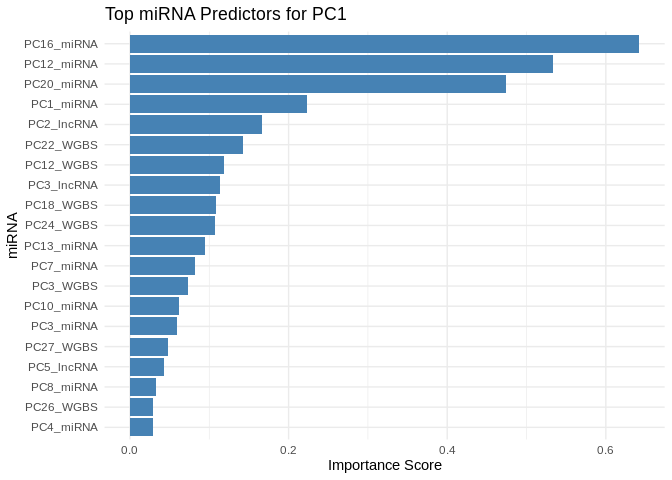 Top miRNA Predictors for PC1
miRNA
PC16_miRNA
PC12_miRNA
PC20_miRNA
PC1_miRNA
PC2_lncRNA
PC22_WGBS
PC12_WGBS
PC3_lncRNA
PC18_WGBS
PC24_WGBS
PC13_miRNA
PC7_miRNA
PC3_WGBS
PC10_miRNA
PC3_miRNA
PC27_WGBS
PC5_lncRNA
PC8_miRNA
PC26_WGBS
PC4_miRNA
0.0 0.2 0.4 0.6
Importance Score